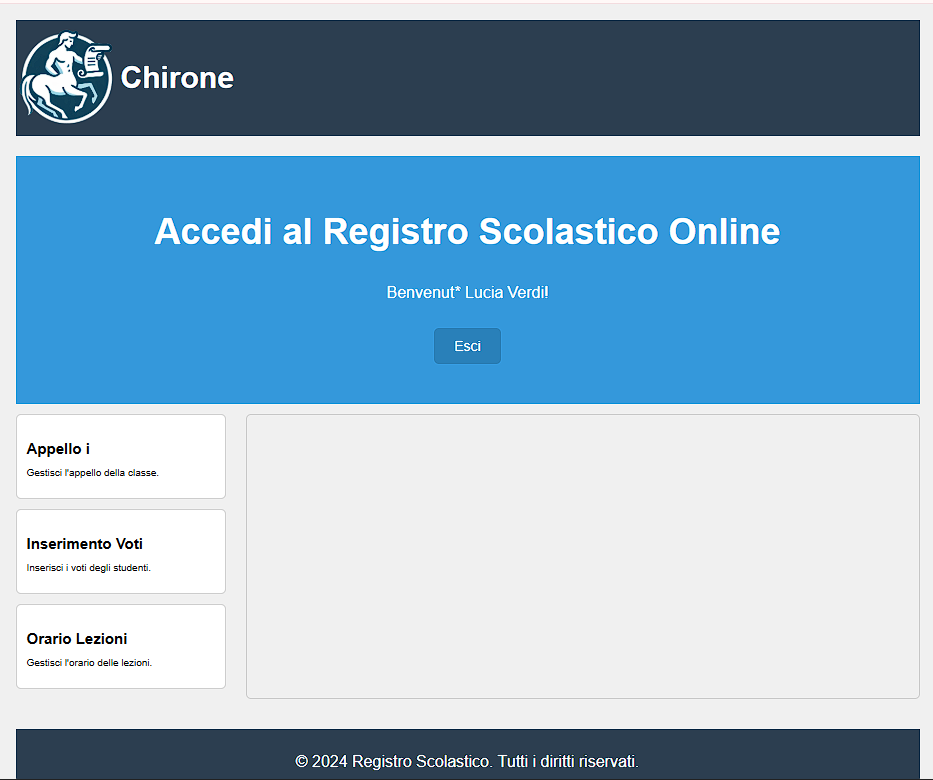 Chirone
Accedi al Registro Scolastico Online
Benvenut* Lucia Verdi!
Esci
Appello i
Gestisci l'appello della classe.
Inserimento Voti
Inserisci i voti degli studenti.
Orario Lezioni
Gestisci l'orario delle lezioni.
© 2024 Registro Scolastico. Tutti i diritti riservati.